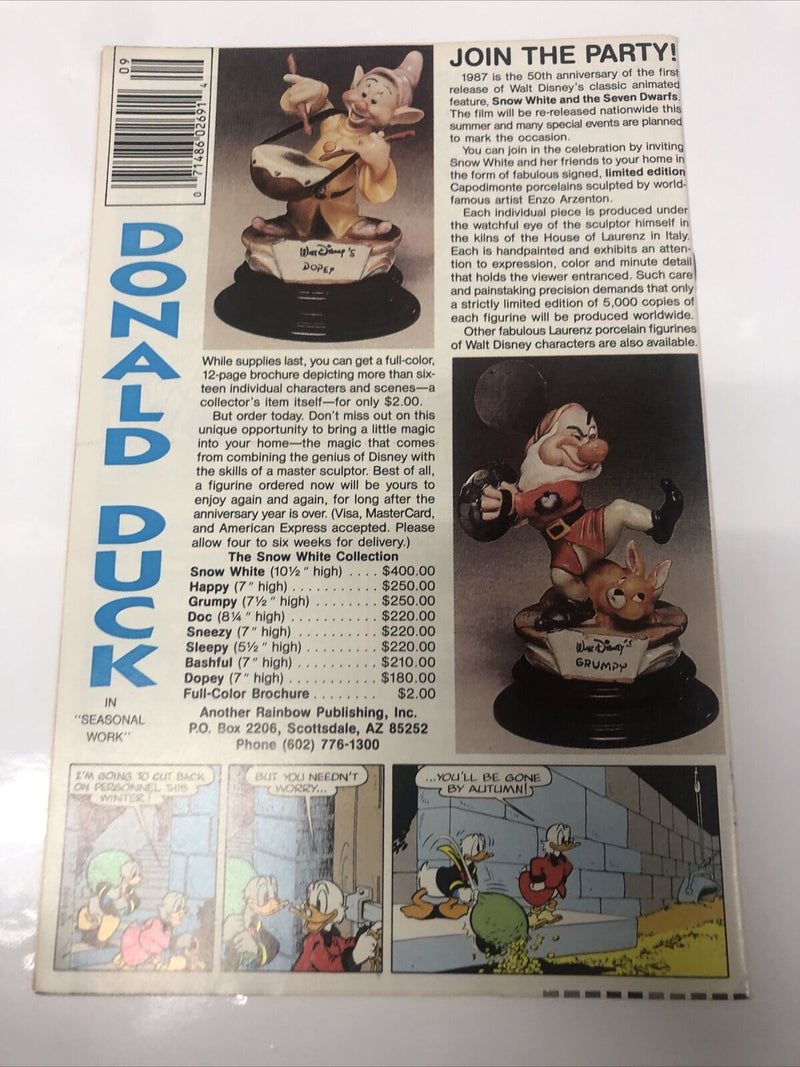 09
0 71486 02691 4
DONALD DUCK
IN
"SEASONAL
WORK"
Walt Disney's
DOPEY
JOIN THE PARTY!
1987 is the 50th anniversary of the first
release of Walt Disney's classic animated
feature, Snow White and the Seven Dwarfs.
The film will be re-released nationwide this
summer and many special events are planned
to mark the occasion.
You can join in the celebration by inviting
Snow White and her friends to your home in
the form of fabulous signed, limited edition
Capodimonte porcelains sculpted by world-
famous artist Enzo Arzenton.
Each individual piece is produced under
the watchful eye of the sculptor himself in
the kilns of the House of Laurenz in Italy.
Each is handpainted and exhibits an atten-
tion to expression, color and minute detail
that holds the viewer entranced. Such care
and painstaking precision demands that only
a strictly limited edition of 5,000 copies of
each figurine will be produced worldwide.
Other fabulous Laurenz porcelain figurines
of Walt Disney characters are also available.
While supplies last, you can get a full-color,
12-page brochure depicting more than six-
teen individual characters and scenes—a
collector's item itself—for only $2.00.
But order today. Don't miss out on this
unique opportunity to bring a little magic
into your home—the magic that comes
from combining the genius of Disney with
the skills of a master sculptor. Best of all,
a figurine ordered now will be yours to
enjoy again and again, for long after the
anniversary year is over. (Visa, MasterCard,
and American Express accepted. Please
allow four to six weeks for delivery.)
The Snow White Collection
Snow White (10½" high) .... $400.00
Happy (7" high) ........... $250.00
Grumpy (7½" high) ........ $250.00
Doc (8¼" high) ........... $220.00
Sneezy (7" high) .......... $220.00
Sleepy (5½" high) ......... $220.00
Bashful (7" high) .......... $210.00
Dopey (7" high) ........... $180.00
Full-Color Brochure ........ $2.00
Another Rainbow Publishing, Inc.
P.O. Box 2206, Scottsdale, AZ 85252
Phone (602) 776-1300
Walt Disney's
GRUMPY
I'M GOING TO CUT BACK
ON PERSONNEL THIS
WINTER!
BUT YOU NEEDN'T
WORRY...
...YOU'LL BE GONE
BY AUTUMN!